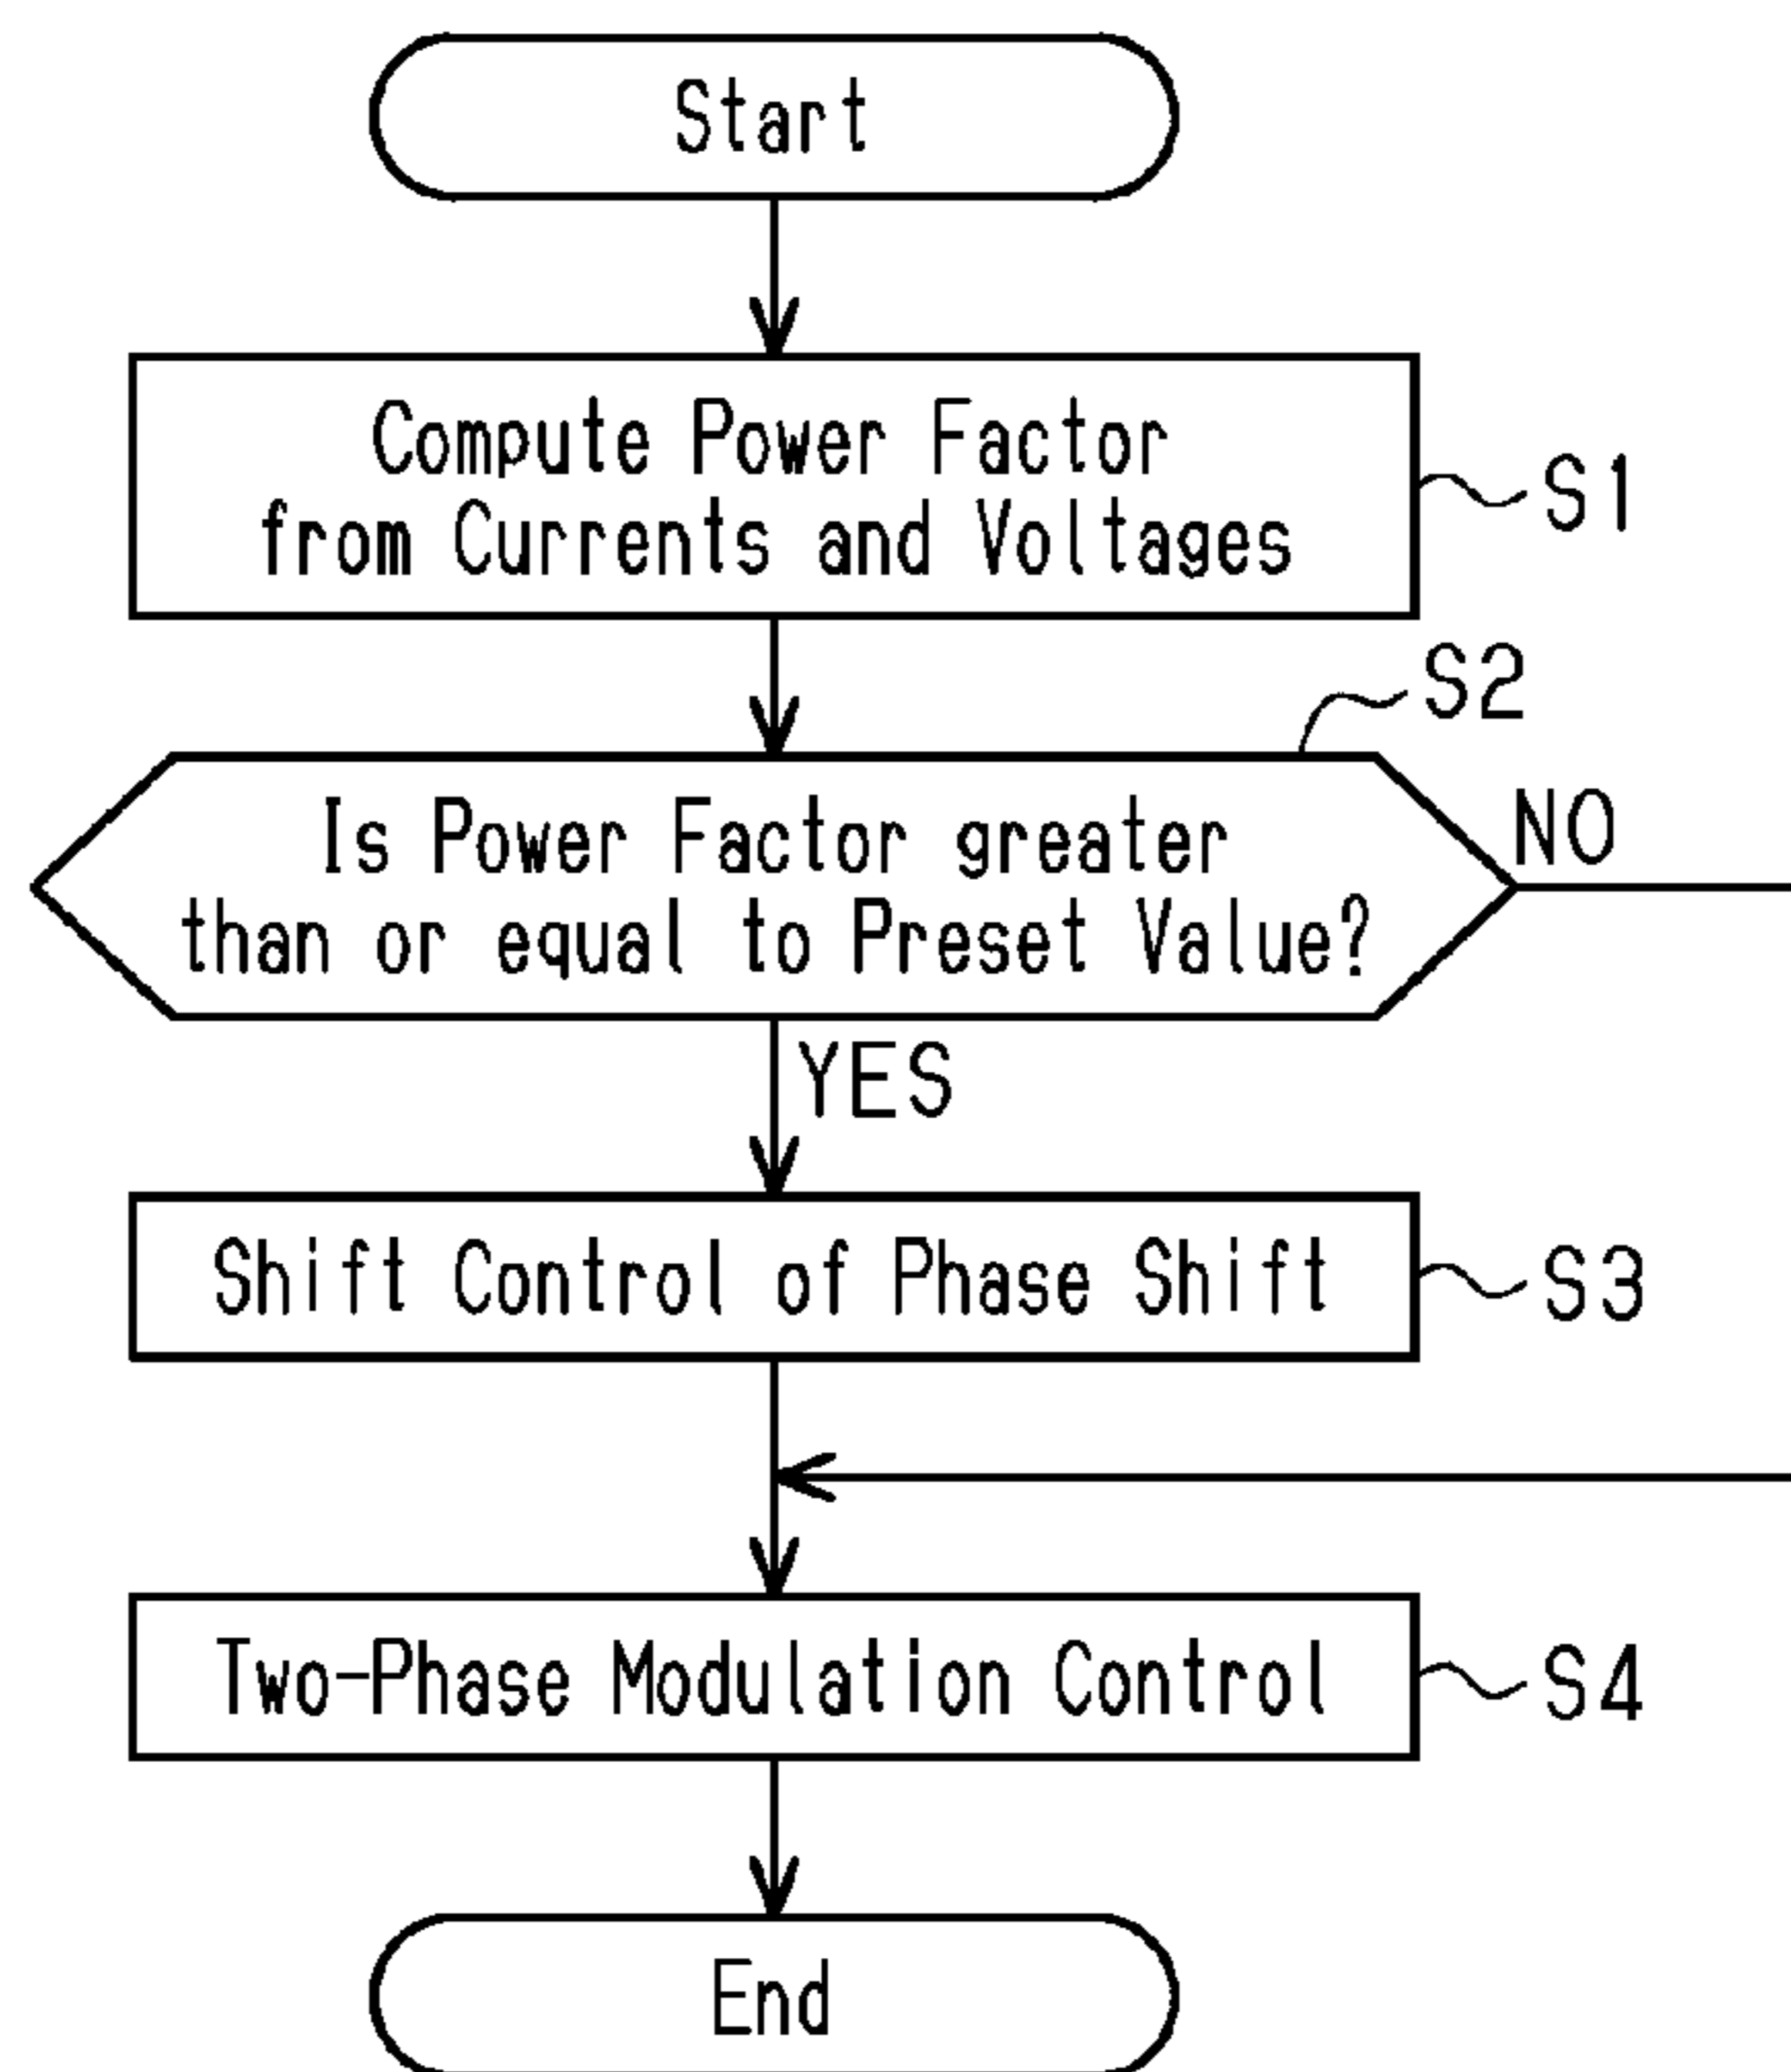 Start
Compute Power Factor
from Currents and Voltages
S1
S2
Is Power Factor greater
than or equal to Preset Value?
NO
YES
Shift Control of Phase Shift
S3
Two-Phase Modulation Control
S4
End